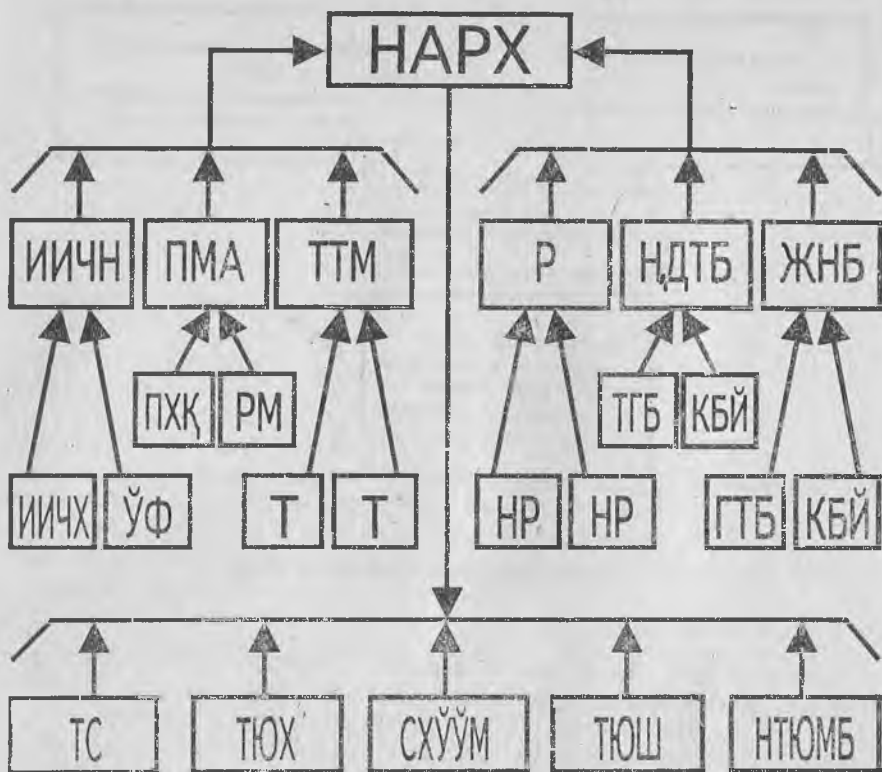 НАРХ
ИИЧН ПМА ТТМ Р ҢДТБ ЖНБ
ПХҚ РМ ТГБ КБЙ
ИИЧХ ЎФ Т Т НР НР ГТБ КБЙ
ТС ТЮХ СХЎЎМ ТЮШ НТЮМБ